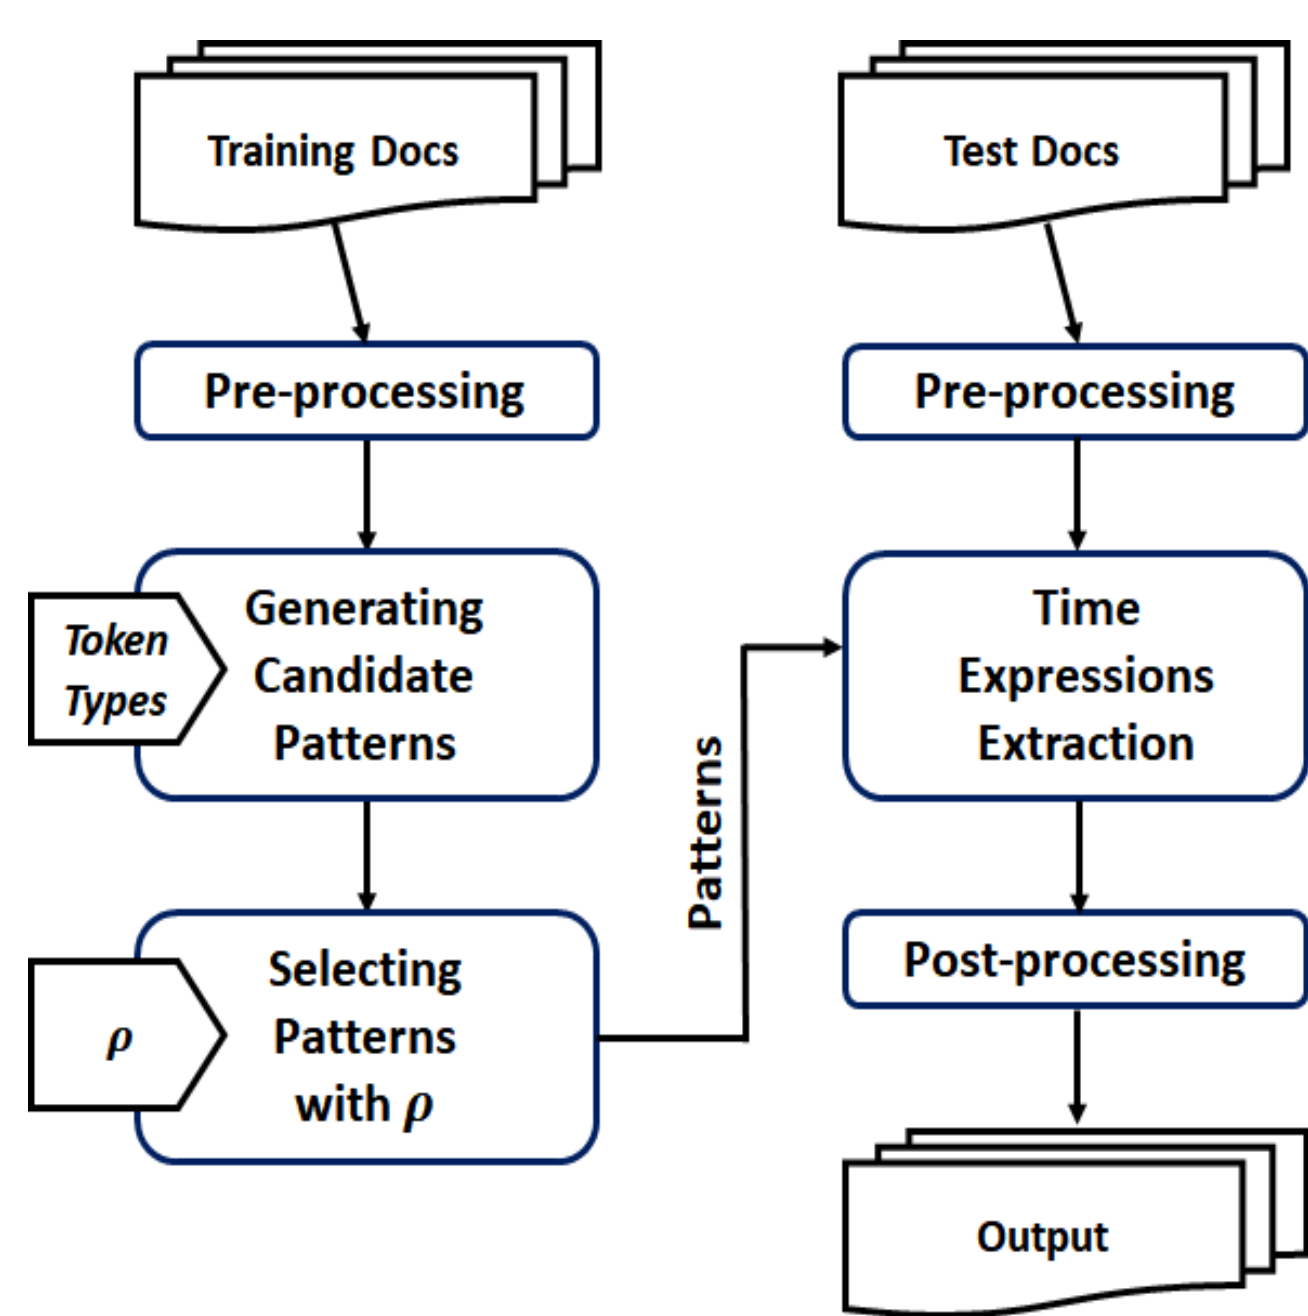 Training Docs
Pre-processing
Token
Types
Generating
Candidate
Patterns
ρ
Selecting
Patterns
with ρ
Patterns
Test Docs
Pre-processing
Time
Expressions
Extraction
Post-processing
Output